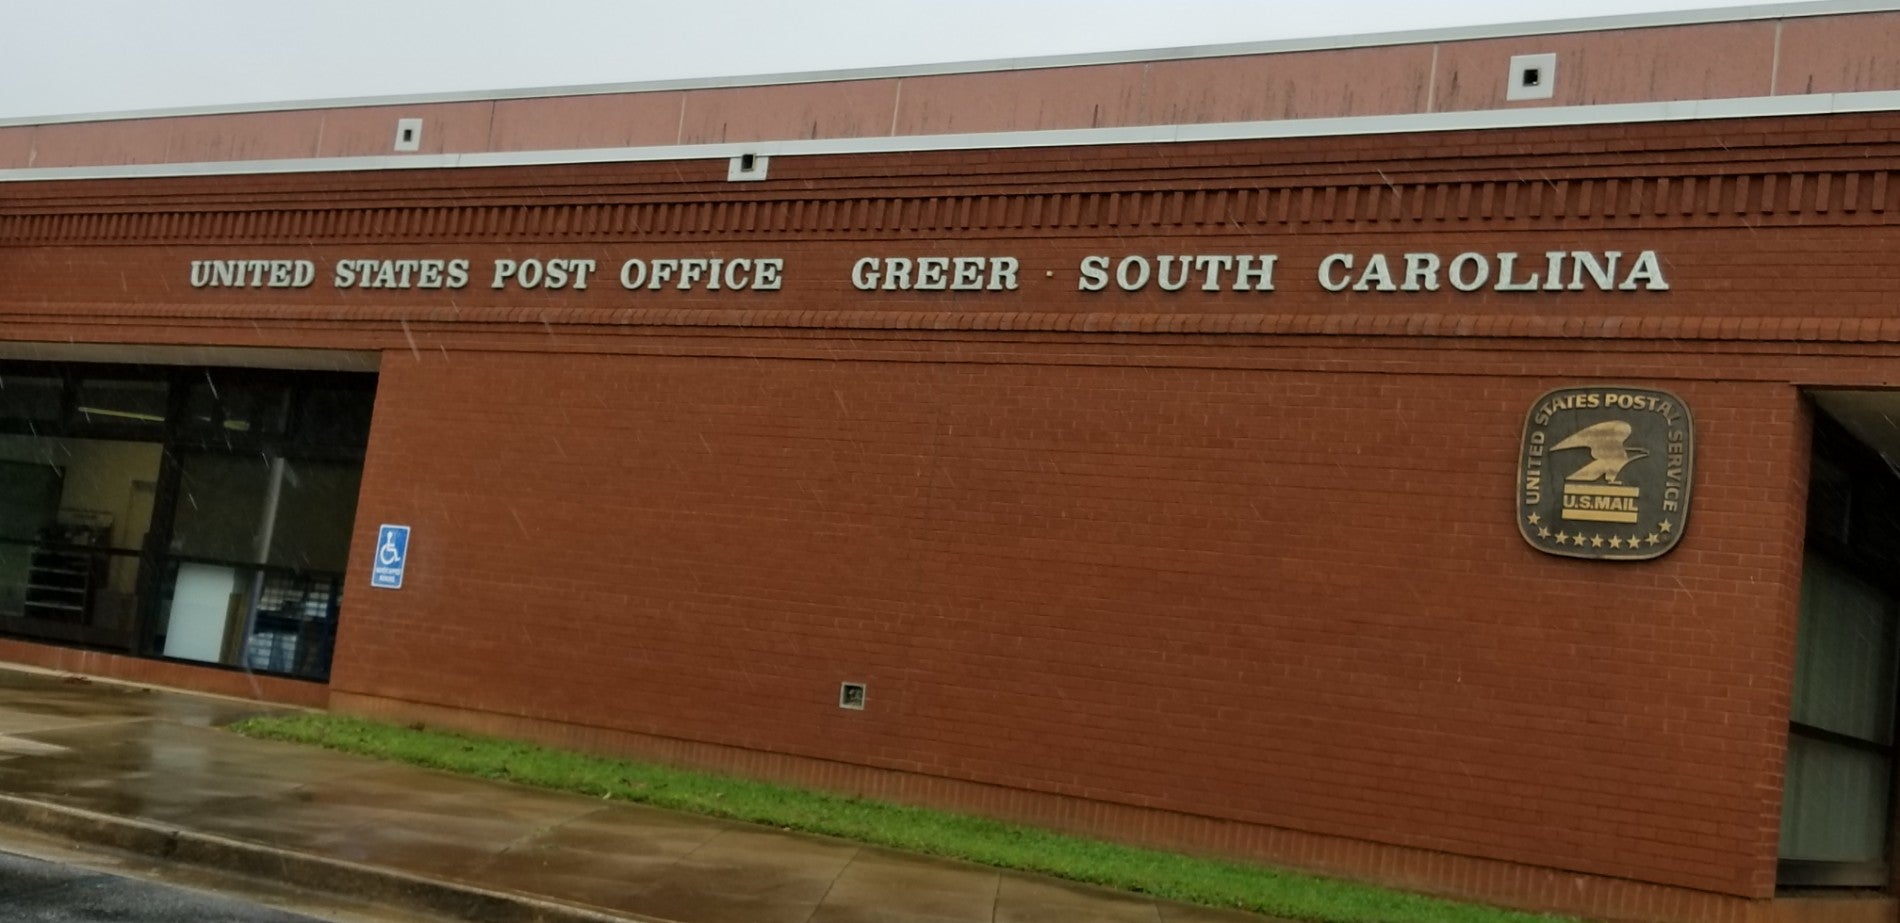 UNITED STATES POST OFFICE GREER · SOUTH CAROLINA
UNITED STATES POSTAL SERVICE
U.S.MAIL